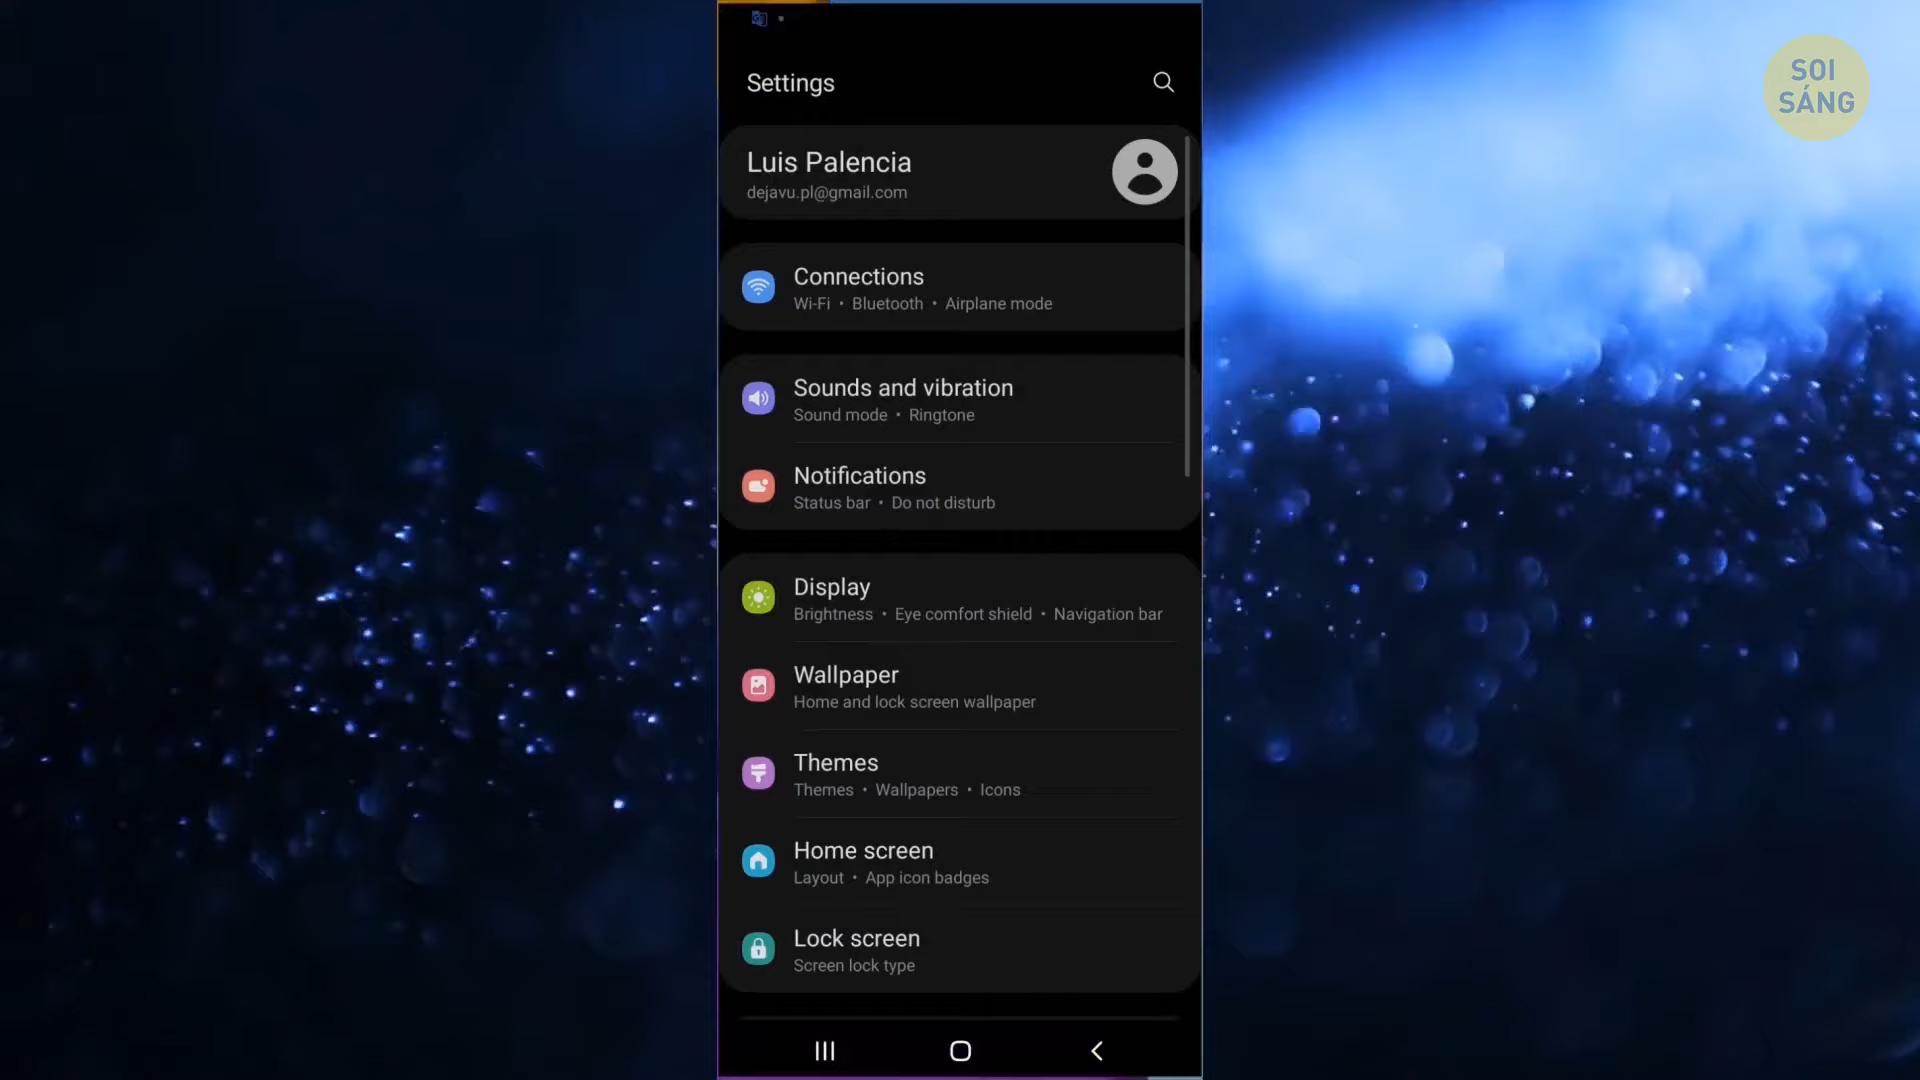 SOI
SÁNG
Settings
Luis Palencia
dejavu.pl@gmail.com
Connections
Wi-Fi • Bluetooth • Airplane mode
Sounds and vibration
Sound mode • Ringtone
Notifications
Status bar • Do not disturb
Display
Brightness • Eye comfort shield • Navigation bar
Wallpaper
Home and lock screen wallpaper
Themes
Themes • Wallpapers • Icons
Home screen
Layout • App icon badges
Lock screen
Screen lock type